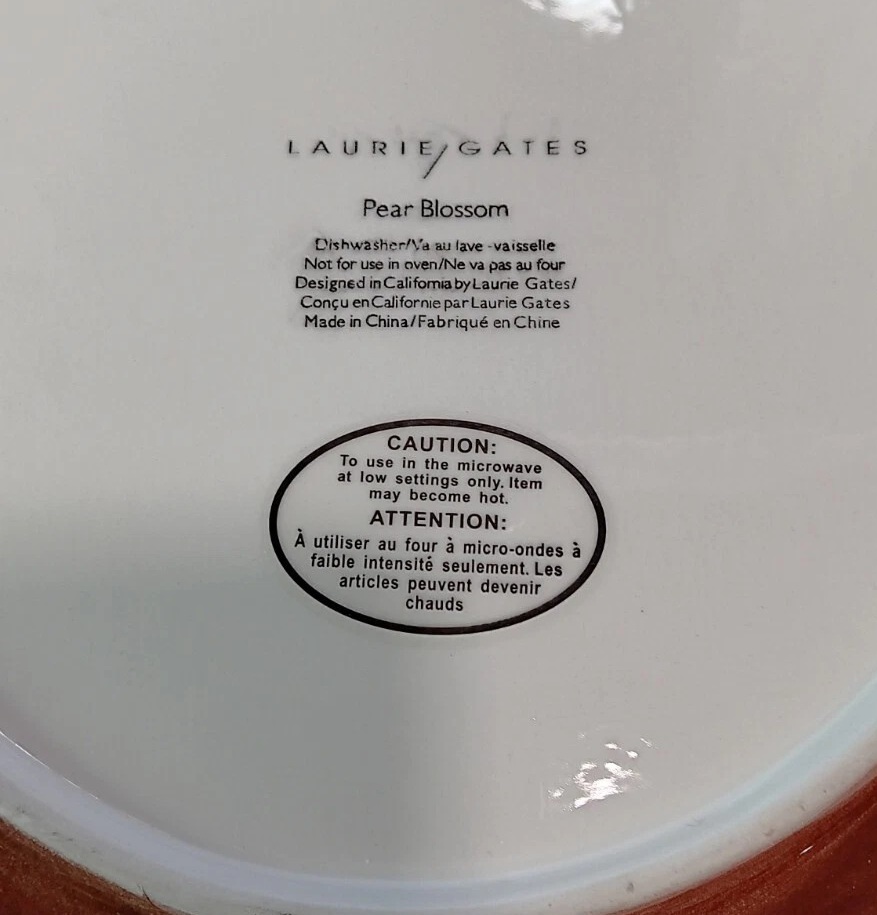 LAURIE/GATES
Pear Blossom
Dishwasher/Va au lave-vaisselle
Not for use in oven/Ne va pas au four
Designed in California by Laurie Gates/
Conçu en Californie par Laurie Gates
Made in China/Fabriqué en Chine
CAUTION:
To use in the microwave
at low settings only. Item
may become hot.
ATTENTION:
À utiliser au four à micro-ondes à
faible intensité seulement. Les
articles peuvent devenir
chauds